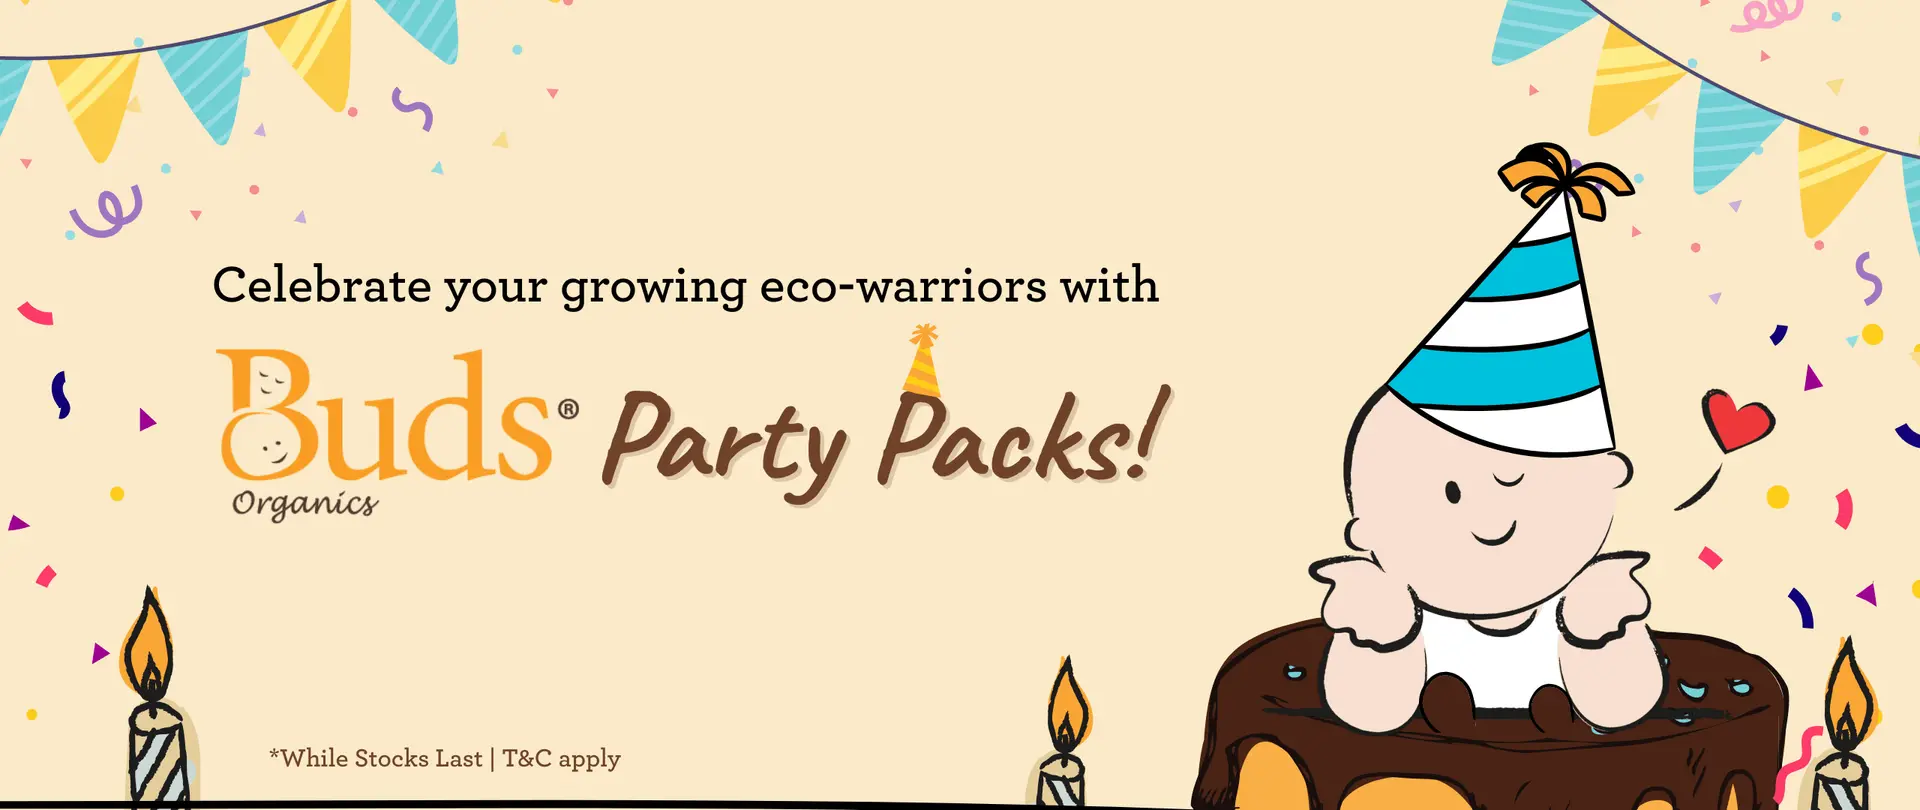 Celebrate your growing eco-warriors with
Buds® Party Packs!
Organics
*While Stocks Last | T&C apply